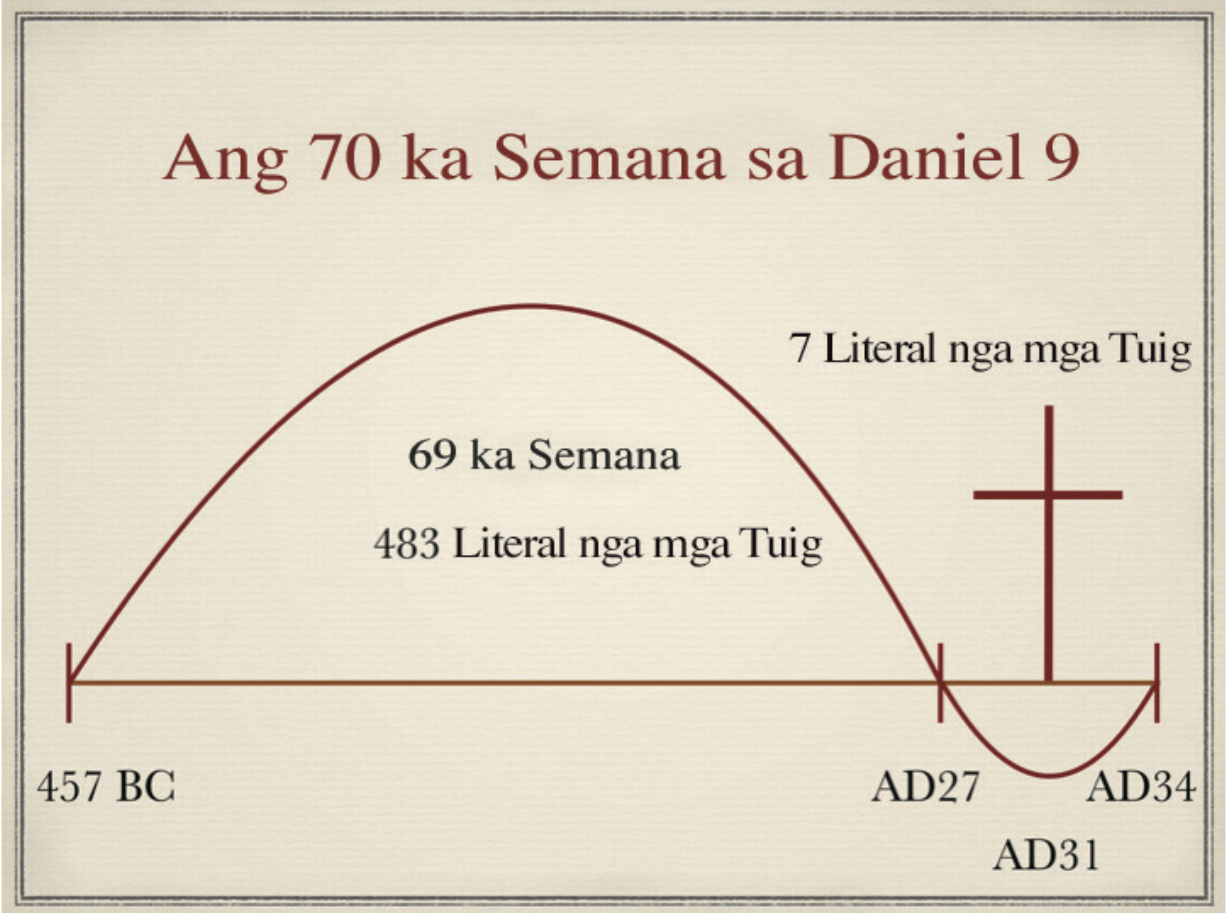 Ang 70 ka Semana sa Daniel 9
7 Literal nga mga Tuig
69 ka Semana
483 Literal nga mga Tuig
457 BC
AD27
AD34
AD31